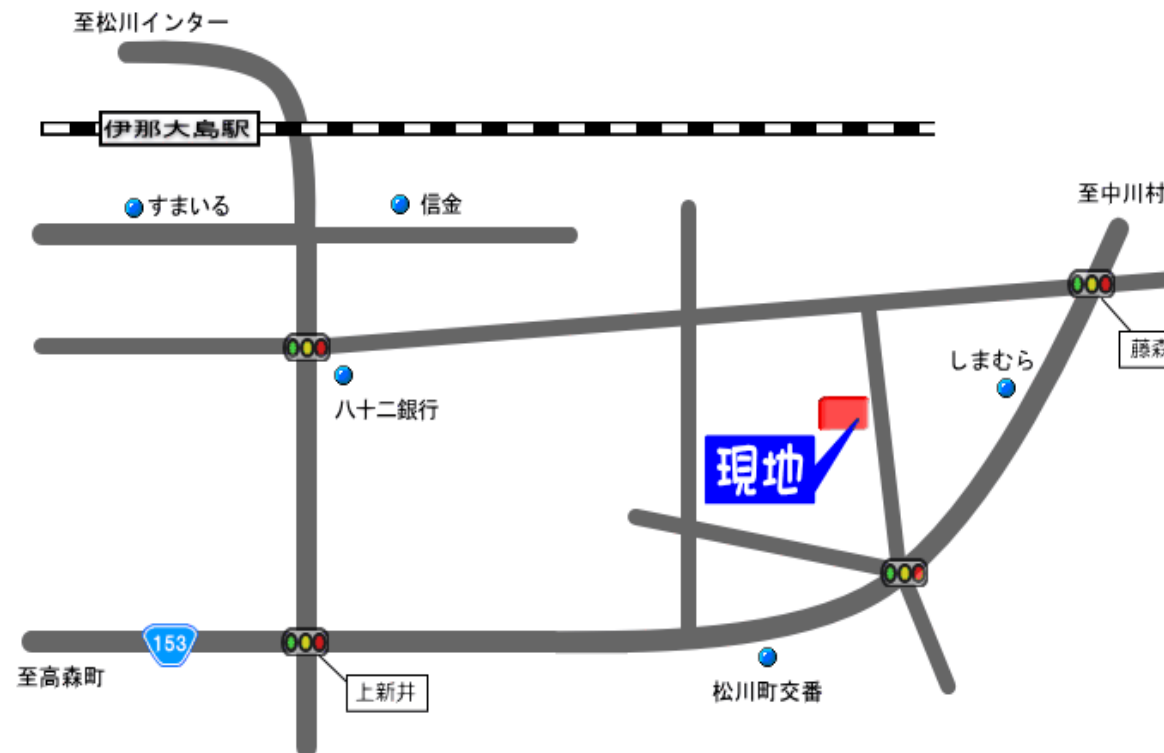 至松川インター
伊那大島駅
すまいる
信金
至中川村
藤森
しまむら
八十二銀行
現地
153
至高森町
上新井
松川町交番